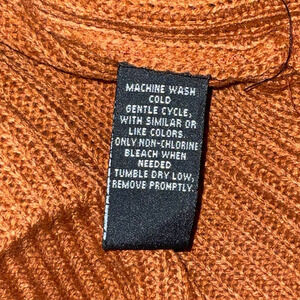 MACHINE WASH
COLD
GENTLE CYCLE,
WITH SIMILAR OR
LIKE COLORS.
ONLY NON-CHLORINE
BLEACH WHEN
NEEDED
TUMBLE DRY LOW,
REMOVE PROMPTLY.